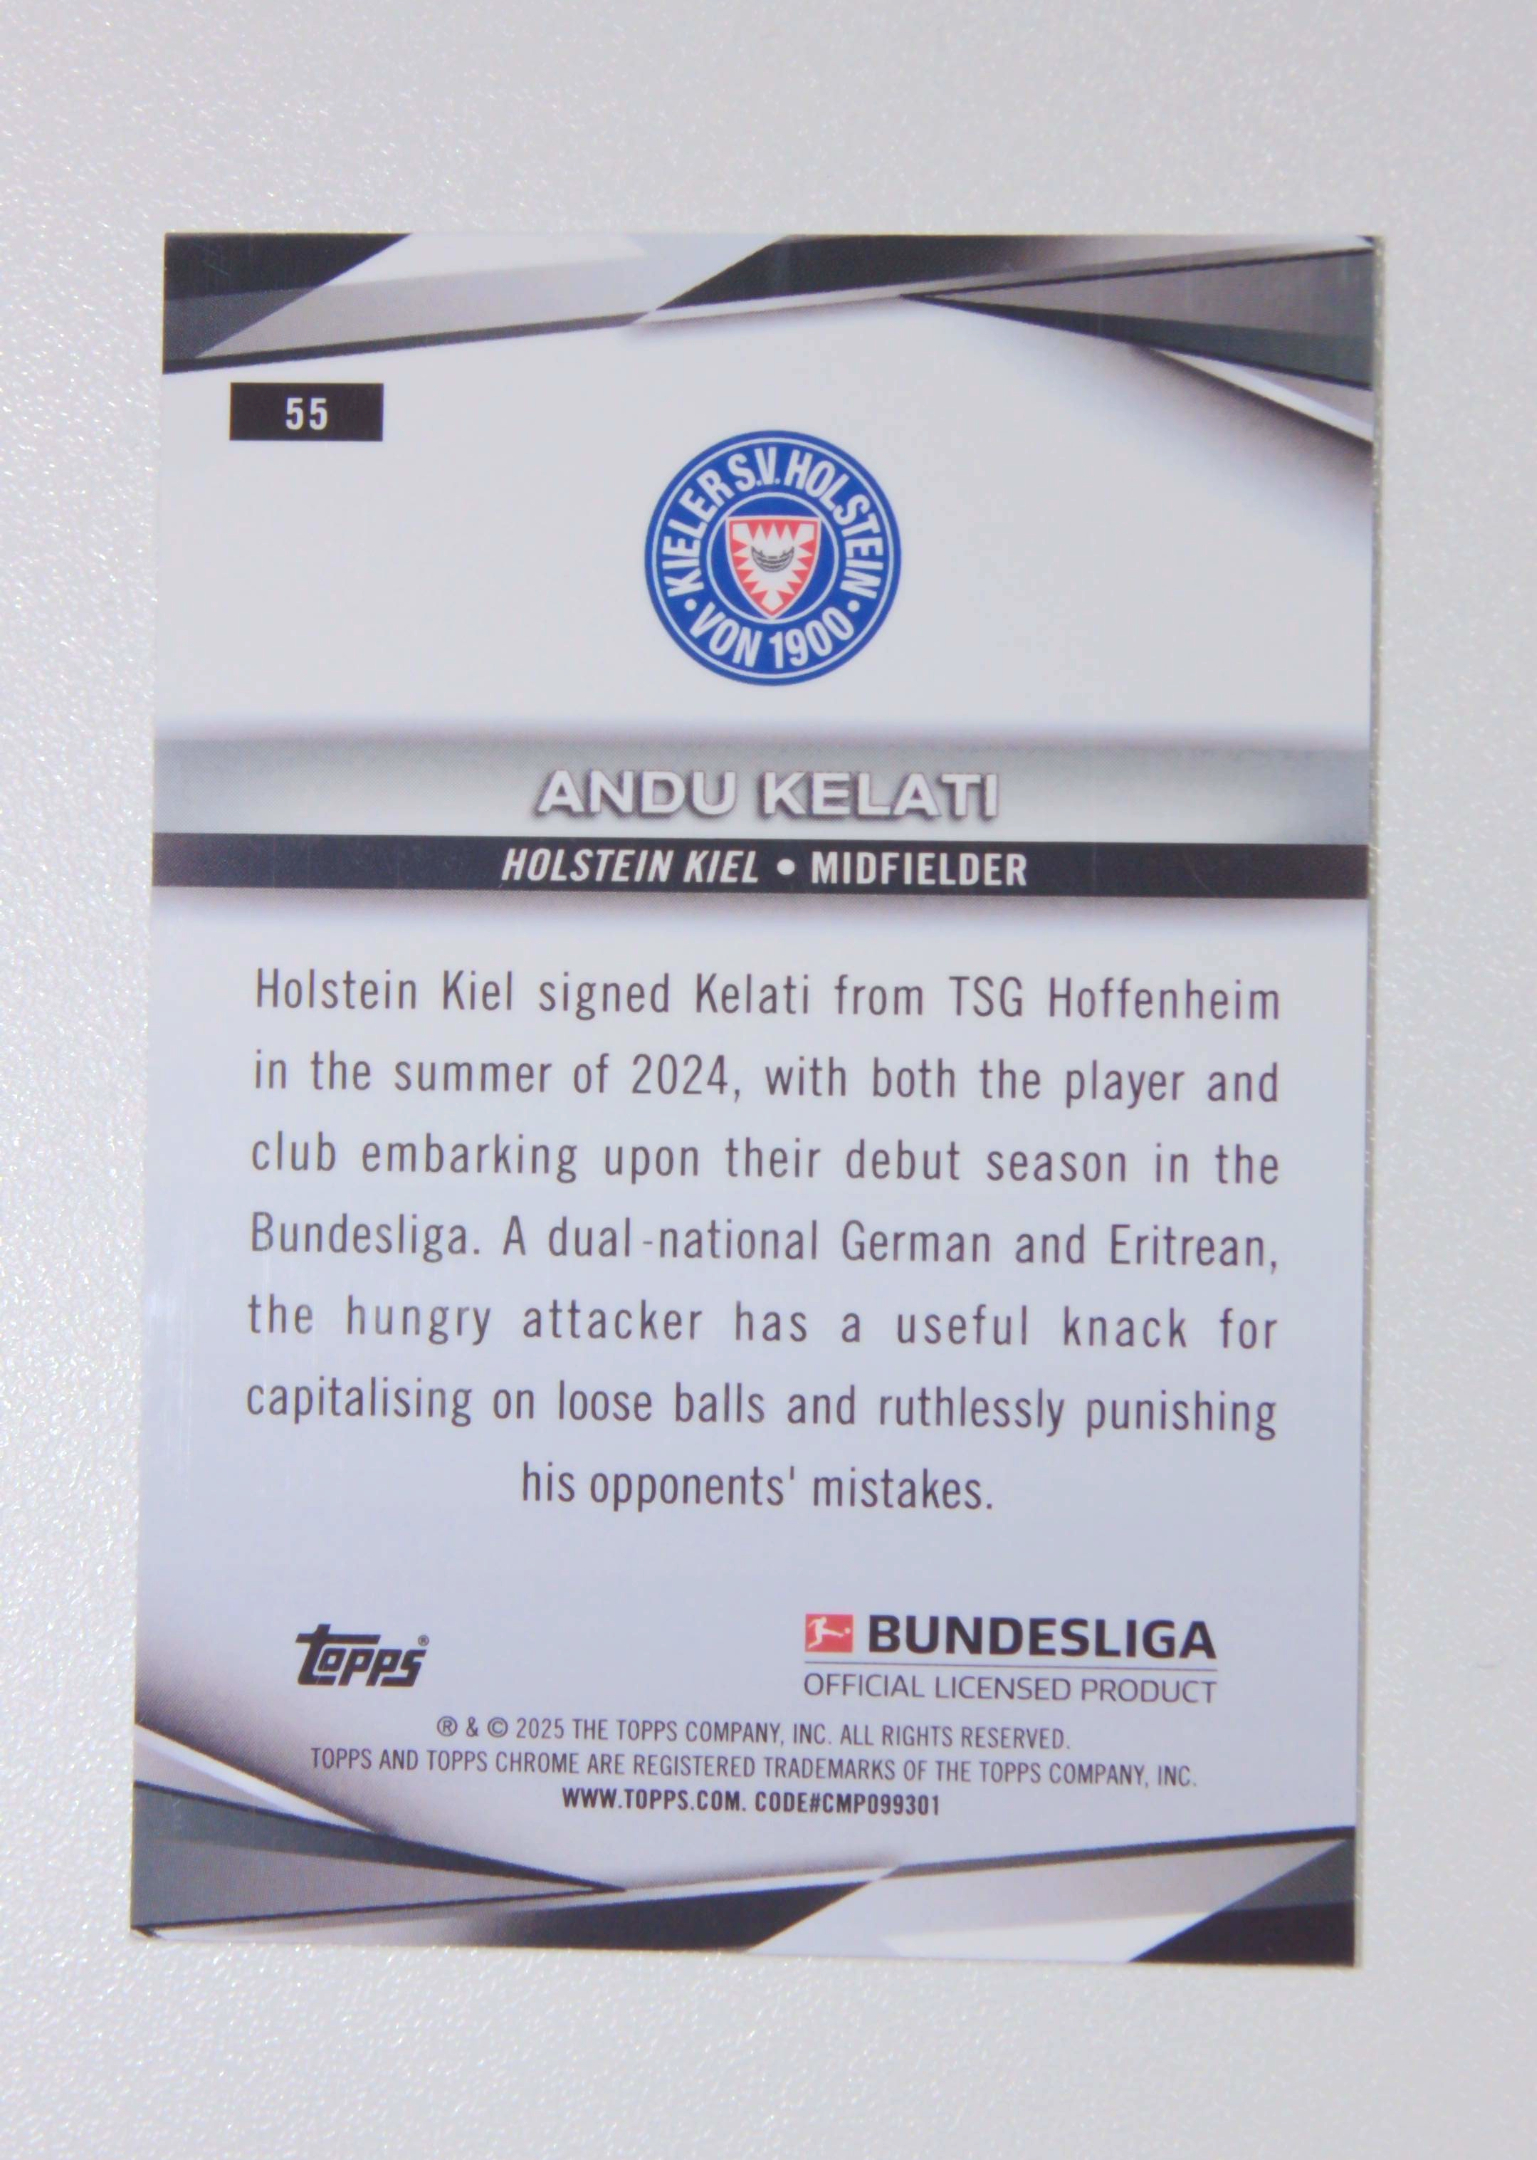 55
KIELER S.V. HOLSTEIN
• VON 1900 •
ANDU KELATI
HOLSTEIN KIEL • MIDFIELDER
Holstein Kiel signed Kelati from TSG Hoffenheim
in the summer of 2024, with both the player and
club embarking upon their debut season in the
Bundesliga. A dual-national German and Eritrean,
the hungry attacker has a useful knack for
capitalising on loose balls and ruthlessly punishing
his opponents' mistakes.
topps®
BUNDESLIGA
OFFICIAL LICENSED PRODUCT
® & © 2025 THE TOPPS COMPANY, INC. ALL RIGHTS RESERVED.
TOPPS AND TOPPS CHROME ARE REGISTERED TRADEMARKS OF THE TOPPS COMPANY, INC.
WWW.TOPPS.COM. CODE#CMP099301